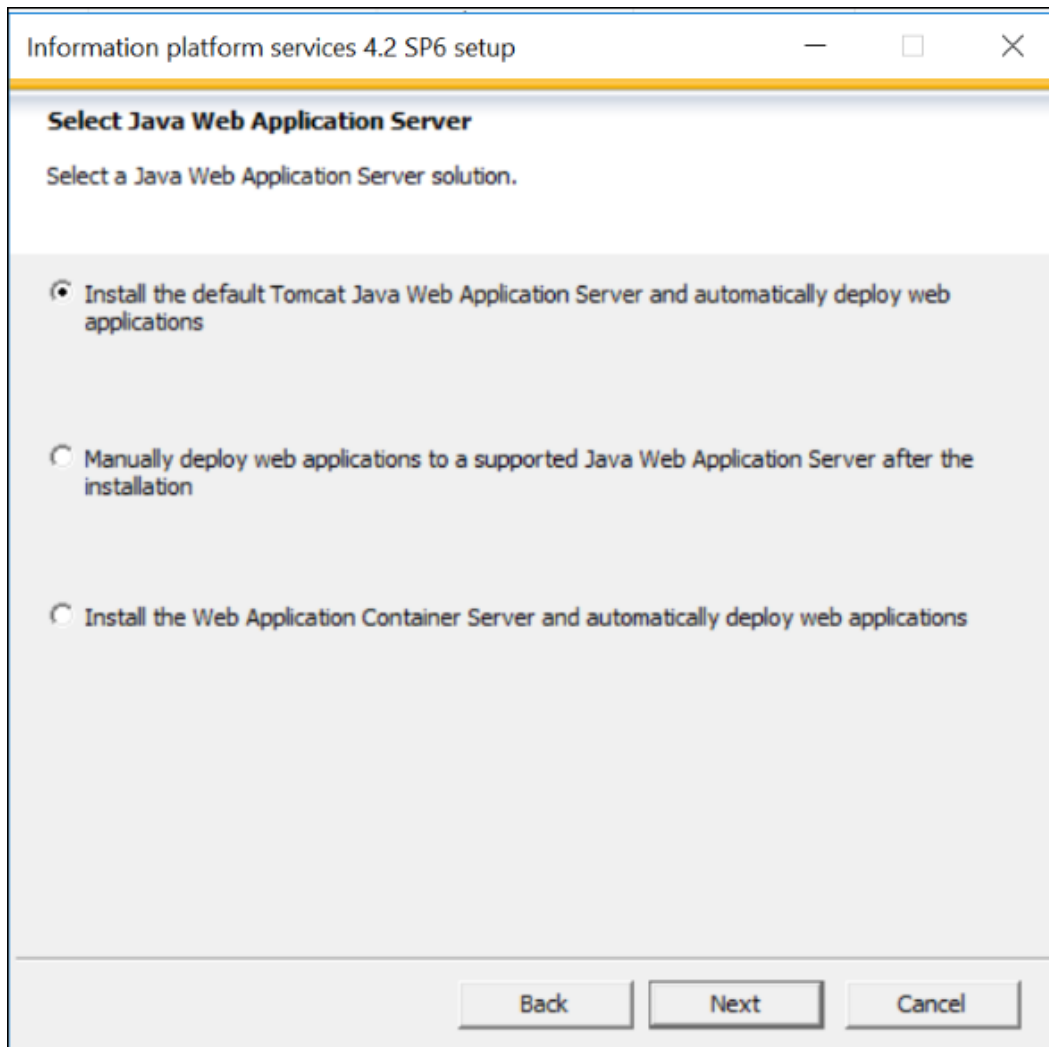 Information platform services 4.2 SP6 setup
Select Java Web Application Server
Select a Java Web Application Server solution.
Install the default Tomcat Java Web Application Server and automatically deploy web
applications
Manually deploy web applications to a supported Java Web Application Server after the
installation
Install the Web Application Container Server and automatically deploy web applications
Back Next Cancel